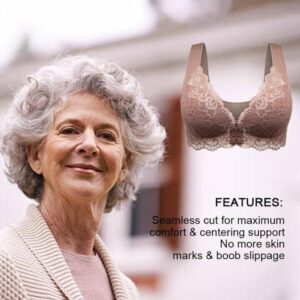 FEATURES:
Seamless cut for maximum
comfort & centering support
No more skin
marks & boob slippage